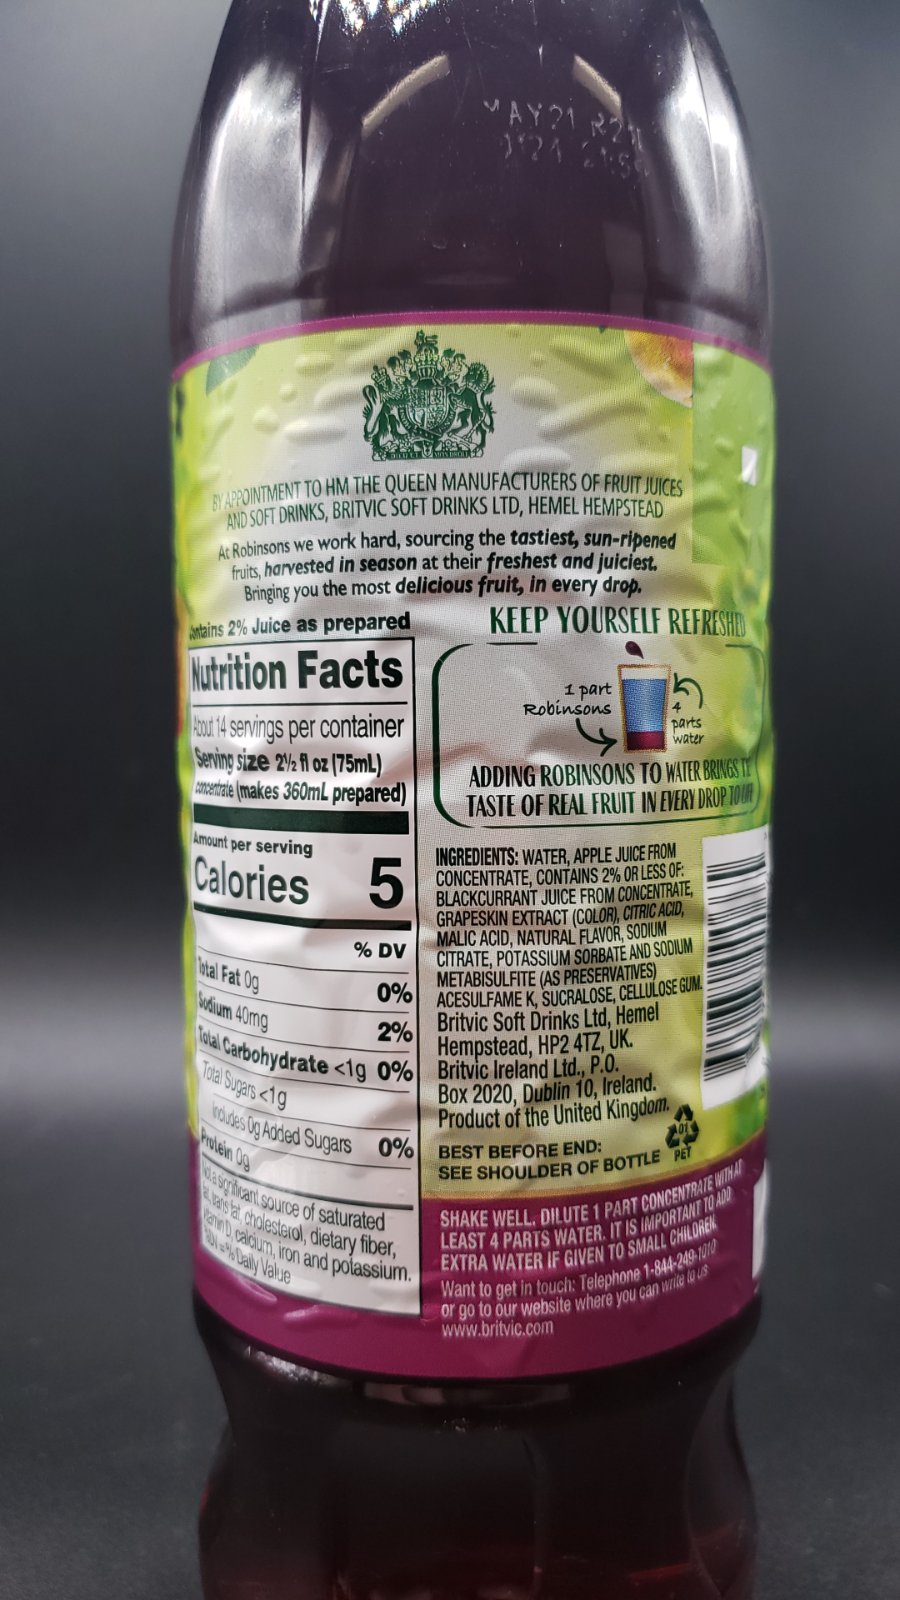 MAY21
BY APPOINTMENT TO HM THE QUEEN MANUFACTURERS OF FRUIT JUICES
AND SOFT DRINKS, BRITVIC SOFT DRINKS LTD, HEMEL HEMPSTEAD
At Robinsons we work hard, sourcing the tastiest, sun-ripened
fruits, harvested in season at their freshest and juiciest.
Bringing you the most delicious fruit, in every drop.
Contains 2% Juice as prepared
Nutrition Facts
About 14 servings per container
Serving size 2½ fl oz (75mL)
concentrate (makes 360mL prepared)
Amount per serving
Calories 5
% DV
Total Fat 0g 0%
Sodium 40mg 2%
Total Carbohydrate <1g 0%
Total Sugars <1g
Includes 0g Added Sugars 0%
Protein 0g
Not a significant source of saturated
fat, trans fat, cholesterol, dietary fiber,
vitamin D, calcium, iron and potassium.
%DV = % Daily Value
KEEP YOURSELF REFRESHED
1 part
Robinsons
4
parts
water
ADDING ROBINSONS TO WATER BRINGS
TASTE OF REAL FRUIT IN EVERY DROP TO LIFE
INGREDIENTS: WATER, APPLE JUICE FROM
CONCENTRATE, CONTAINS 2% OR LESS OF:
BLACKCURRANT JUICE FROM CONCENTRATE,
GRAPESKIN EXTRACT (COLOR), CITRIC ACID,
MALIC ACID, NATURAL FLAVOR, SODIUM
CITRATE, POTASSIUM SORBATE AND SODIUM
METABISULFITE (AS PRESERVATIVES)
ACESULFAME K, SUCRALOSE, CELLULOSE GUM.
Britvic Soft Drinks Ltd, Hemel
Hempstead, HP2 4TZ, UK.
Britvic Ireland Ltd., P.O.
Box 2020, Dublin 10, Ireland.
Product of the United Kingdom.
BEST BEFORE END:
SEE SHOULDER OF BOTTLE
01
PET
SHAKE WELL. DILUTE 1 PART CONCENTRATE WITH AT
LEAST 4 PARTS WATER. IT IS IMPORTANT TO ADD
EXTRA WATER IF GIVEN TO SMALL CHILDREN.
Want to get in touch: Telephone 1-844-249-1010
or go to our website where you can write to us
www.britvic.com